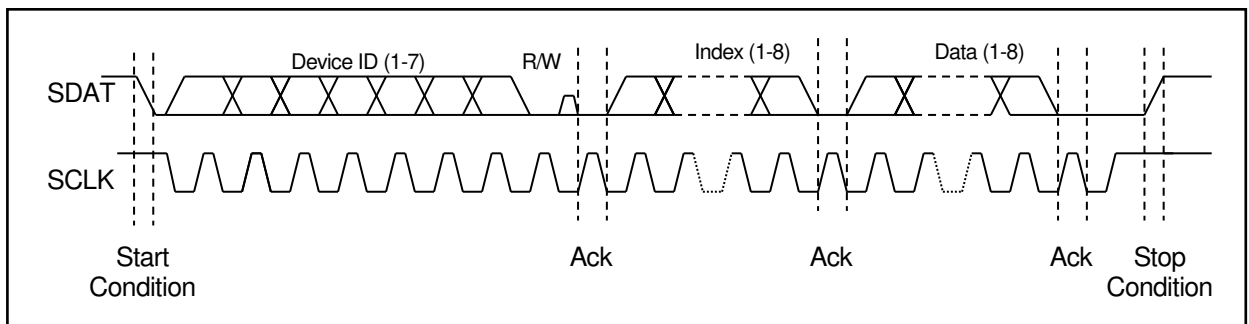 Device ID (1-7)
R/W
Index (1-8)
Data (1-8)
SDAT
SCLK
Start
Condition
Ack
Ack
Ack
Stop
Condition